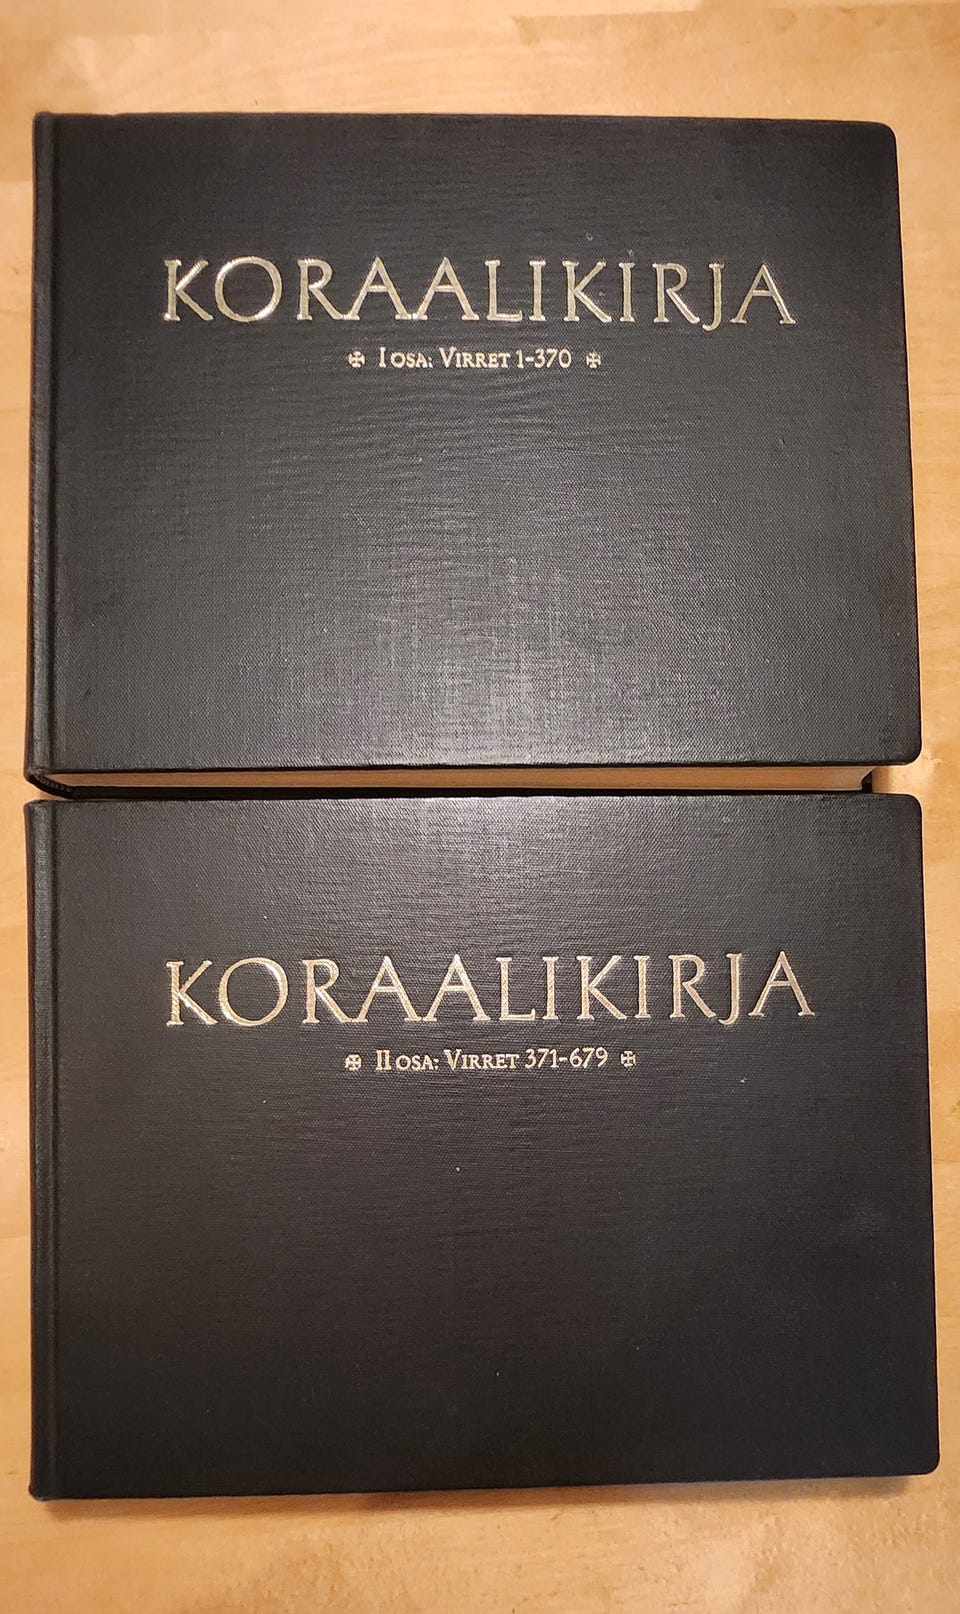 KORAALIKIRJA
✠ I OSA: VIRRET 1-370 ✠
KORAALIKIRJA
✠ II OSA: VIRRET 371-679 ✠